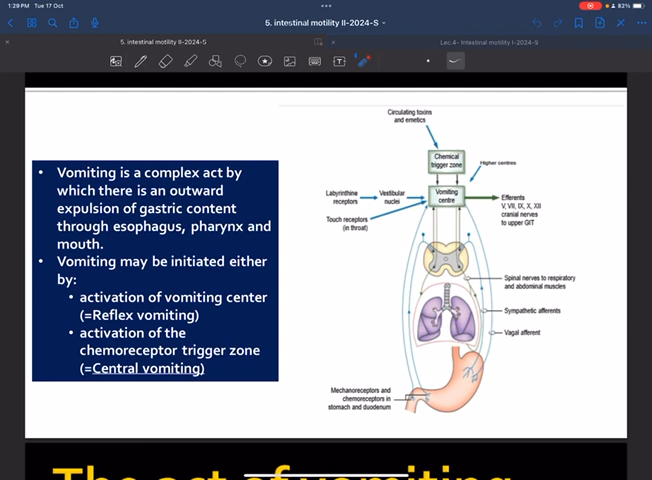 1:29 PM Tue 17 Oct
82%
5. intestinal motility II-2024-S
5. intestinal motility II-2024-S
Lec 4- Intestinal motility I-2024-S
• Vomiting is a complex act by
which there is an outward
expulsion of gastric content
through esophagus, pharynx and
mouth.
• Vomiting may be initiated either
by:
• activation of vomiting center
(=Reflex vomiting)
• activation of the
chemoreceptor trigger zone
(=Central vomiting)
Circulating toxins
and emetics
Chemical
trigger zone
Higher centres
Labyrinthine
receptors
Vestibular
nuclei
Vomiting
centre
Efferents
V, VII, IX, X, XII
cranial nerves
to upper GIT
Touch receptors
(in throat)
Spinal nerves to respiratory
and abdominal muscles
Sympathetic afferents
Vagal afferent
Mechanoreceptors and
chemoreceptors in
stomach and duodenum
The act of vomiting